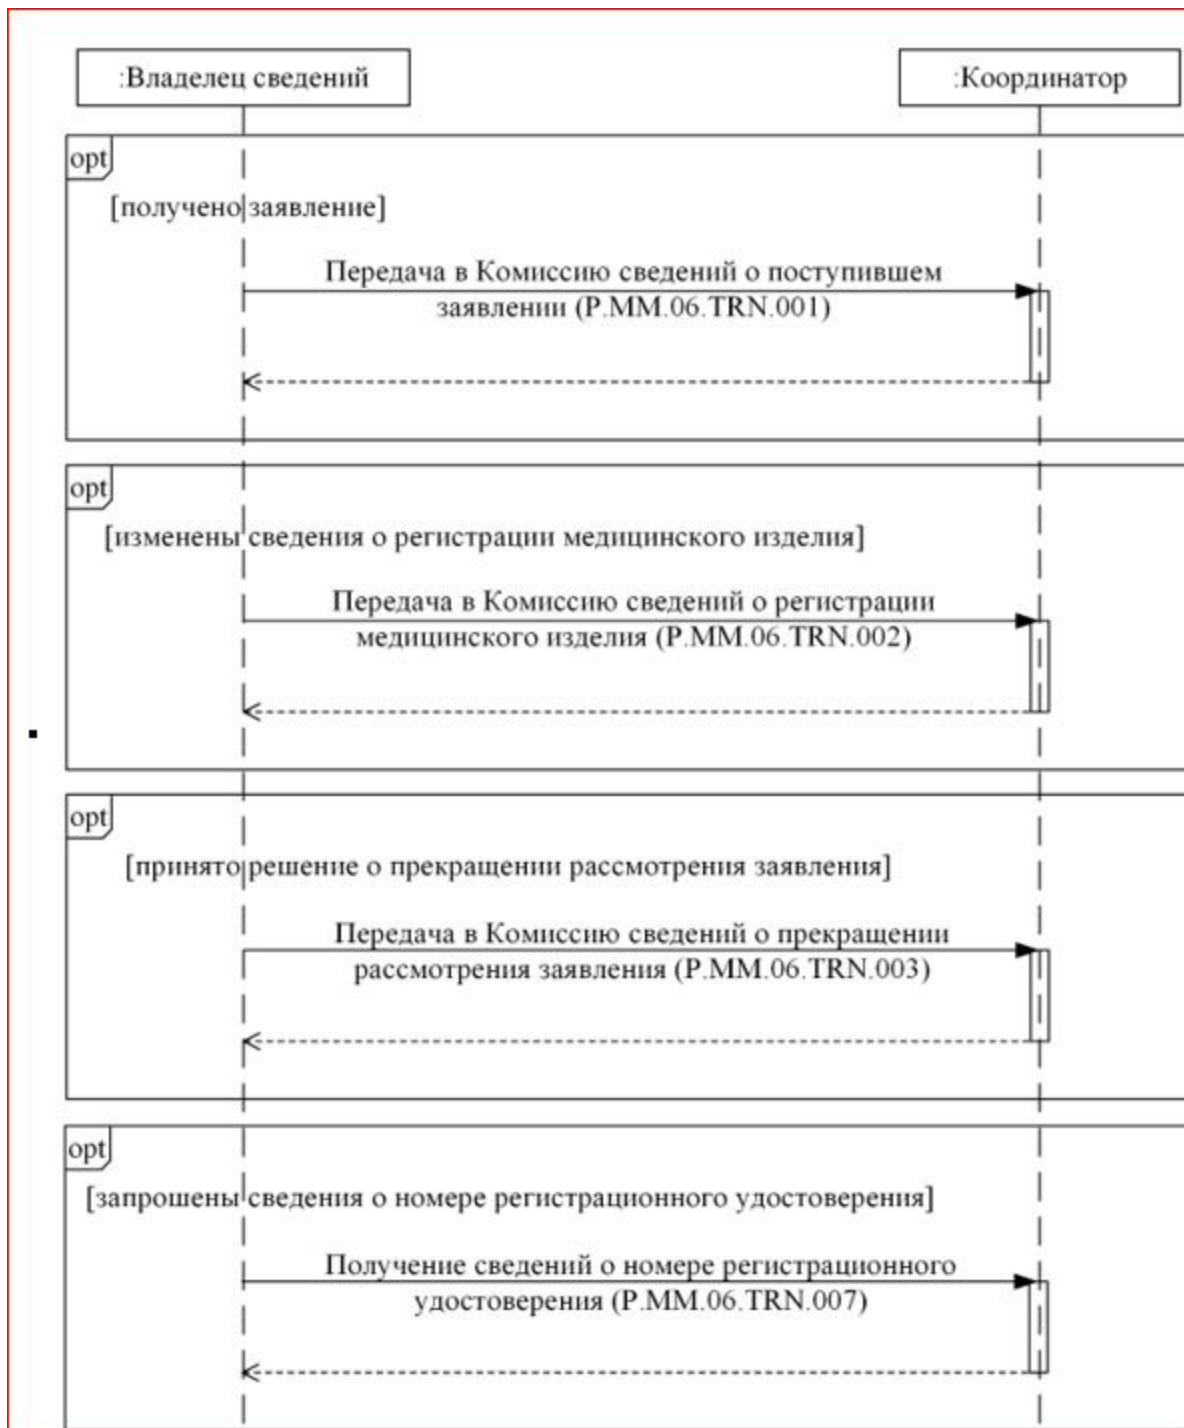 :Владелец сведений
:Координатор
opt
[получено заявление]
Передача в Комиссию сведений о поступившем
заявлении (P.MM.06.TRN.001)
opt
[изменены сведения о регистрации медицинского изделия]
Передача в Комиссию сведений о регистрации
медицинского изделия (P.MM.06.TRN.002)
opt
[принято решение о прекращении рассмотрения заявления]
Передача в Комиссию сведений о прекращении
рассмотрения заявления (P.MM.06.TRN.003)
opt
[запрошены сведения о номере регистрационного удостоверения]
Получение сведений о номере регистрационного
удостоверения (P.MM.06.TRN.007)